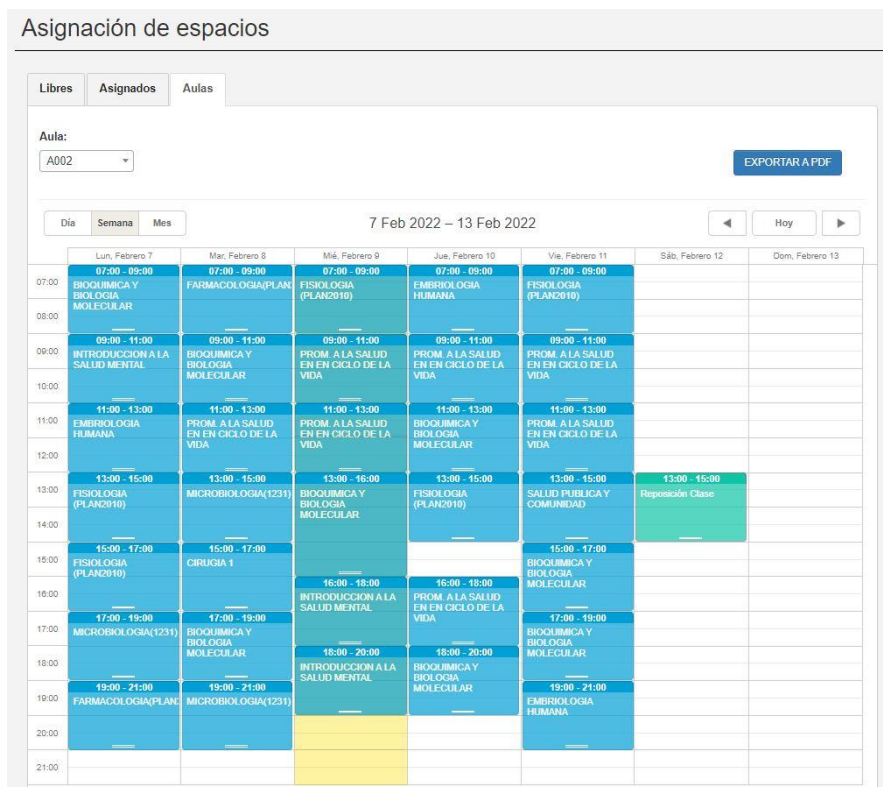 Asignación de espacios
Libres Asignados Aulas
Aula:
A002
EXPORTAR A PDF
Día Semana Mes
7 Feb 2022 – 13 Feb 2022
Hoy
Lun, Febrero 7 Mar, Febrero 8 Mié, Febrero 9 Jue, Febrero 10 Vie, Febrero 11 Sáb, Febrero 12 Dom, Febrero 13
07:00
08:00
09:00
10:00
11:00
12:00
13:00
14:00
15:00
16:00
17:00
18:00
19:00
20:00
21:00
07:00 - 09:00
BIOQUIMICA Y
BIOLOGIA
MOLECULAR
09:00 - 11:00
INTRODUCCION A LA
SALUD MENTAL
11:00 - 13:00
EMBRIOLOGIA
HUMANA
13:00 - 15:00
FISIOLOGIA
(PLAN2010)
15:00 - 17:00
FISIOLOGIA
(PLAN2010)
17:00 - 19:00
MICROBIOLOGIA(1231)
19:00 - 21:00
FARMACOLOGIA(PLAN
07:00 - 09:00
FARMACOLOGIA(PLAN
09:00 - 11:00
BIOQUIMICA Y
BIOLOGIA
MOLECULAR
11:00 - 13:00
PROM. A LA SALUD
EN EN CICLO DE LA
VIDA
13:00 - 15:00
MICROBIOLOGIA(1231)
15:00 - 17:00
CIRUGIA 1
17:00 - 19:00
BIOQUIMICA Y
BIOLOGIA
MOLECULAR
19:00 - 21:00
MICROBIOLOGIA(1231)
07:00 - 09:00
FISIOLOGIA
(PLAN2010)
09:00 - 11:00
PROM. A LA SALUD
EN EN CICLO DE LA
VIDA
11:00 - 13:00
PROM. A LA SALUD
EN EN CICLO DE LA
VIDA
13:00 - 16:00
BIOQUIMICA Y
BIOLOGIA
MOLECULAR
16:00 - 18:00
INTRODUCCION A LA
SALUD MENTAL
18:00 - 20:00
INTRODUCCION A LA
SALUD MENTAL
07:00 - 09:00
EMBRIOLOGIA
HUMANA
09:00 - 11:00
PROM. A LA SALUD
EN EN CICLO DE LA
VIDA
11:00 - 13:00
BIOQUIMICA Y
BIOLOGIA
MOLECULAR
13:00 - 15:00
FISIOLOGIA
(PLAN2010)
16:00 - 18:00
PROM. A LA SALUD
EN EN CICLO DE LA
VIDA
18:00 - 20:00
BIOQUIMICA Y
BIOLOGIA
MOLECULAR
07:00 - 09:00
FISIOLOGIA
(PLAN2010)
09:00 - 11:00
PROM. A LA SALUD
EN EN CICLO DE LA
VIDA
11:00 - 13:00
PROM. A LA SALUD
EN EN CICLO DE LA
VIDA
13:00 - 15:00
SALUD PUBLICA Y
COMUNIDAD
15:00 - 17:00
BIOQUIMICA Y
BIOLOGIA
MOLECULAR
17:00 - 19:00
BIOQUIMICA Y
BIOLOGIA
MOLECULAR
19:00 - 21:00
EMBRIOLOGIA
HUMANA
13:00 - 15:00
Reposición Clase